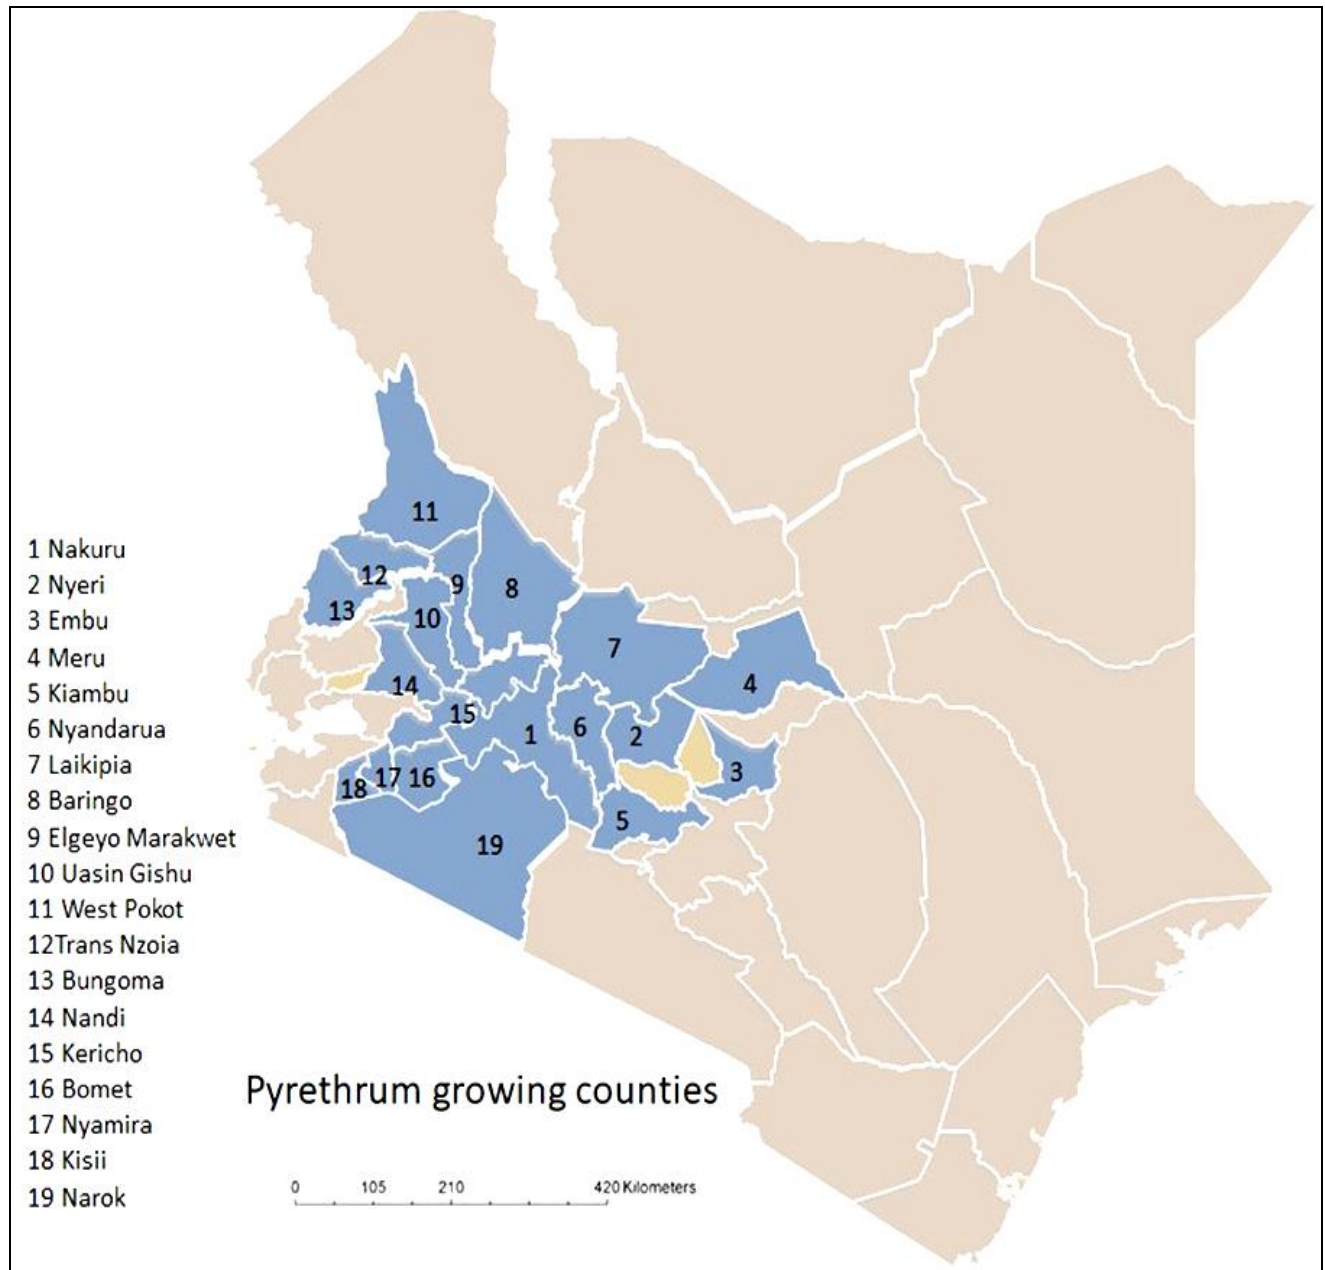 11
12
9
8
13
10
7
14
4
15
1
6
2
17
16
18
3
5
19
1 Nakuru
2 Nyeri
3 Embu
4 Meru
5 Kiambu
6 Nyandarua
7 Laikipia
8 Baringo
9 Elgeyo Marakwet
10 Uasin Gishu
11 West Pokot
12Trans Nzoia
13 Bungoma
14 Nandi
15 Kericho
16 Bomet
17 Nyamira
18 Kisii
19 Narok
Pyrethrum growing counties
0 105 210 420 Kilometers